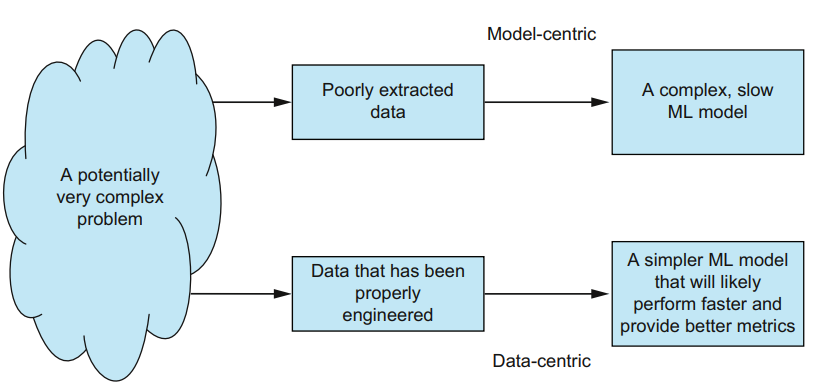 Model-centric
Poorly extracted
data
A complex, slow
ML model
A potentially
very complex
problem
Data that has been
properly
engineered
A simpler ML model
that will likely
perform faster and
provide better metrics
Data-centric